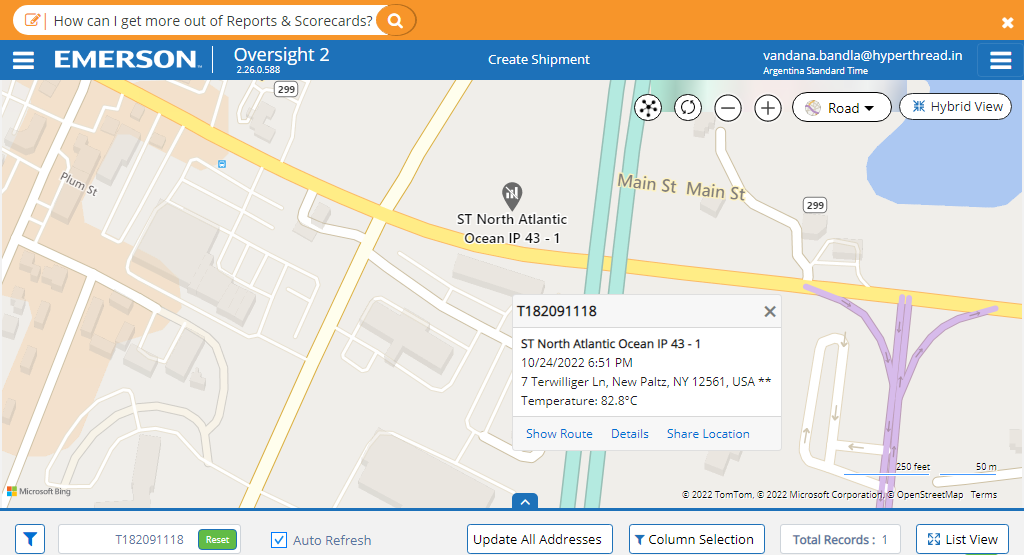 How can I get more out of Reports & Scorecards?
EMERSON
Oversight 2
2.26.0.588
Create Shipment
vandana.bandla@hyperthread.in
Argentina Standard Time
299
Road
Hybrid View
Plum St
Main St Main St
299
ST North Atlantic
Ocean IP 43 - 1
T182091118
ST North Atlantic Ocean IP 43 - 1
10/24/2022 6:51 PM
7 Terwilliger Ln, New Paltz, NY 12561, USA **
Temperature: 82.8°C
Show Route Details Share Location
250 feet 50 m
Microsoft Bing
© 2022 TomTom, © 2022 Microsoft Corporation, © OpenStreetMap Terms
T182091118 Reset
Auto Refresh
Update All Addresses
Column Selection
Total Records : 1
List View